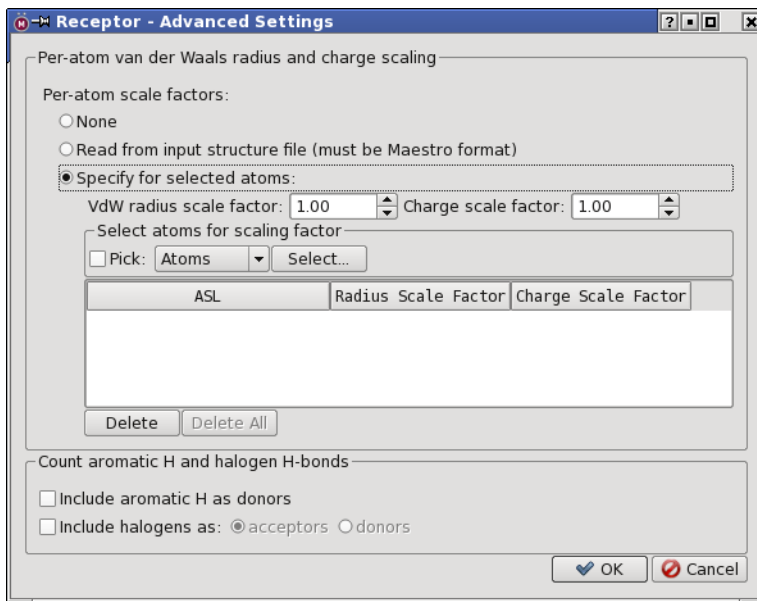 Receptor - Advanced Settings
Per-atom van der Waals radius and charge scaling
Per-atom scale factors:
None
Read from input structure file (must be Maestro format)
Specify for selected atoms:
VdW radius scale factor: 1.00 Charge scale factor: 1.00
Select atoms for scaling factor
Pick: Atoms Select...
ASL Radius Scale Factor Charge Scale Factor
Delete Delete All
Count aromatic H and halogen H-bonds
Include aromatic H as donors
Include halogens as: acceptors donors
OK Cancel